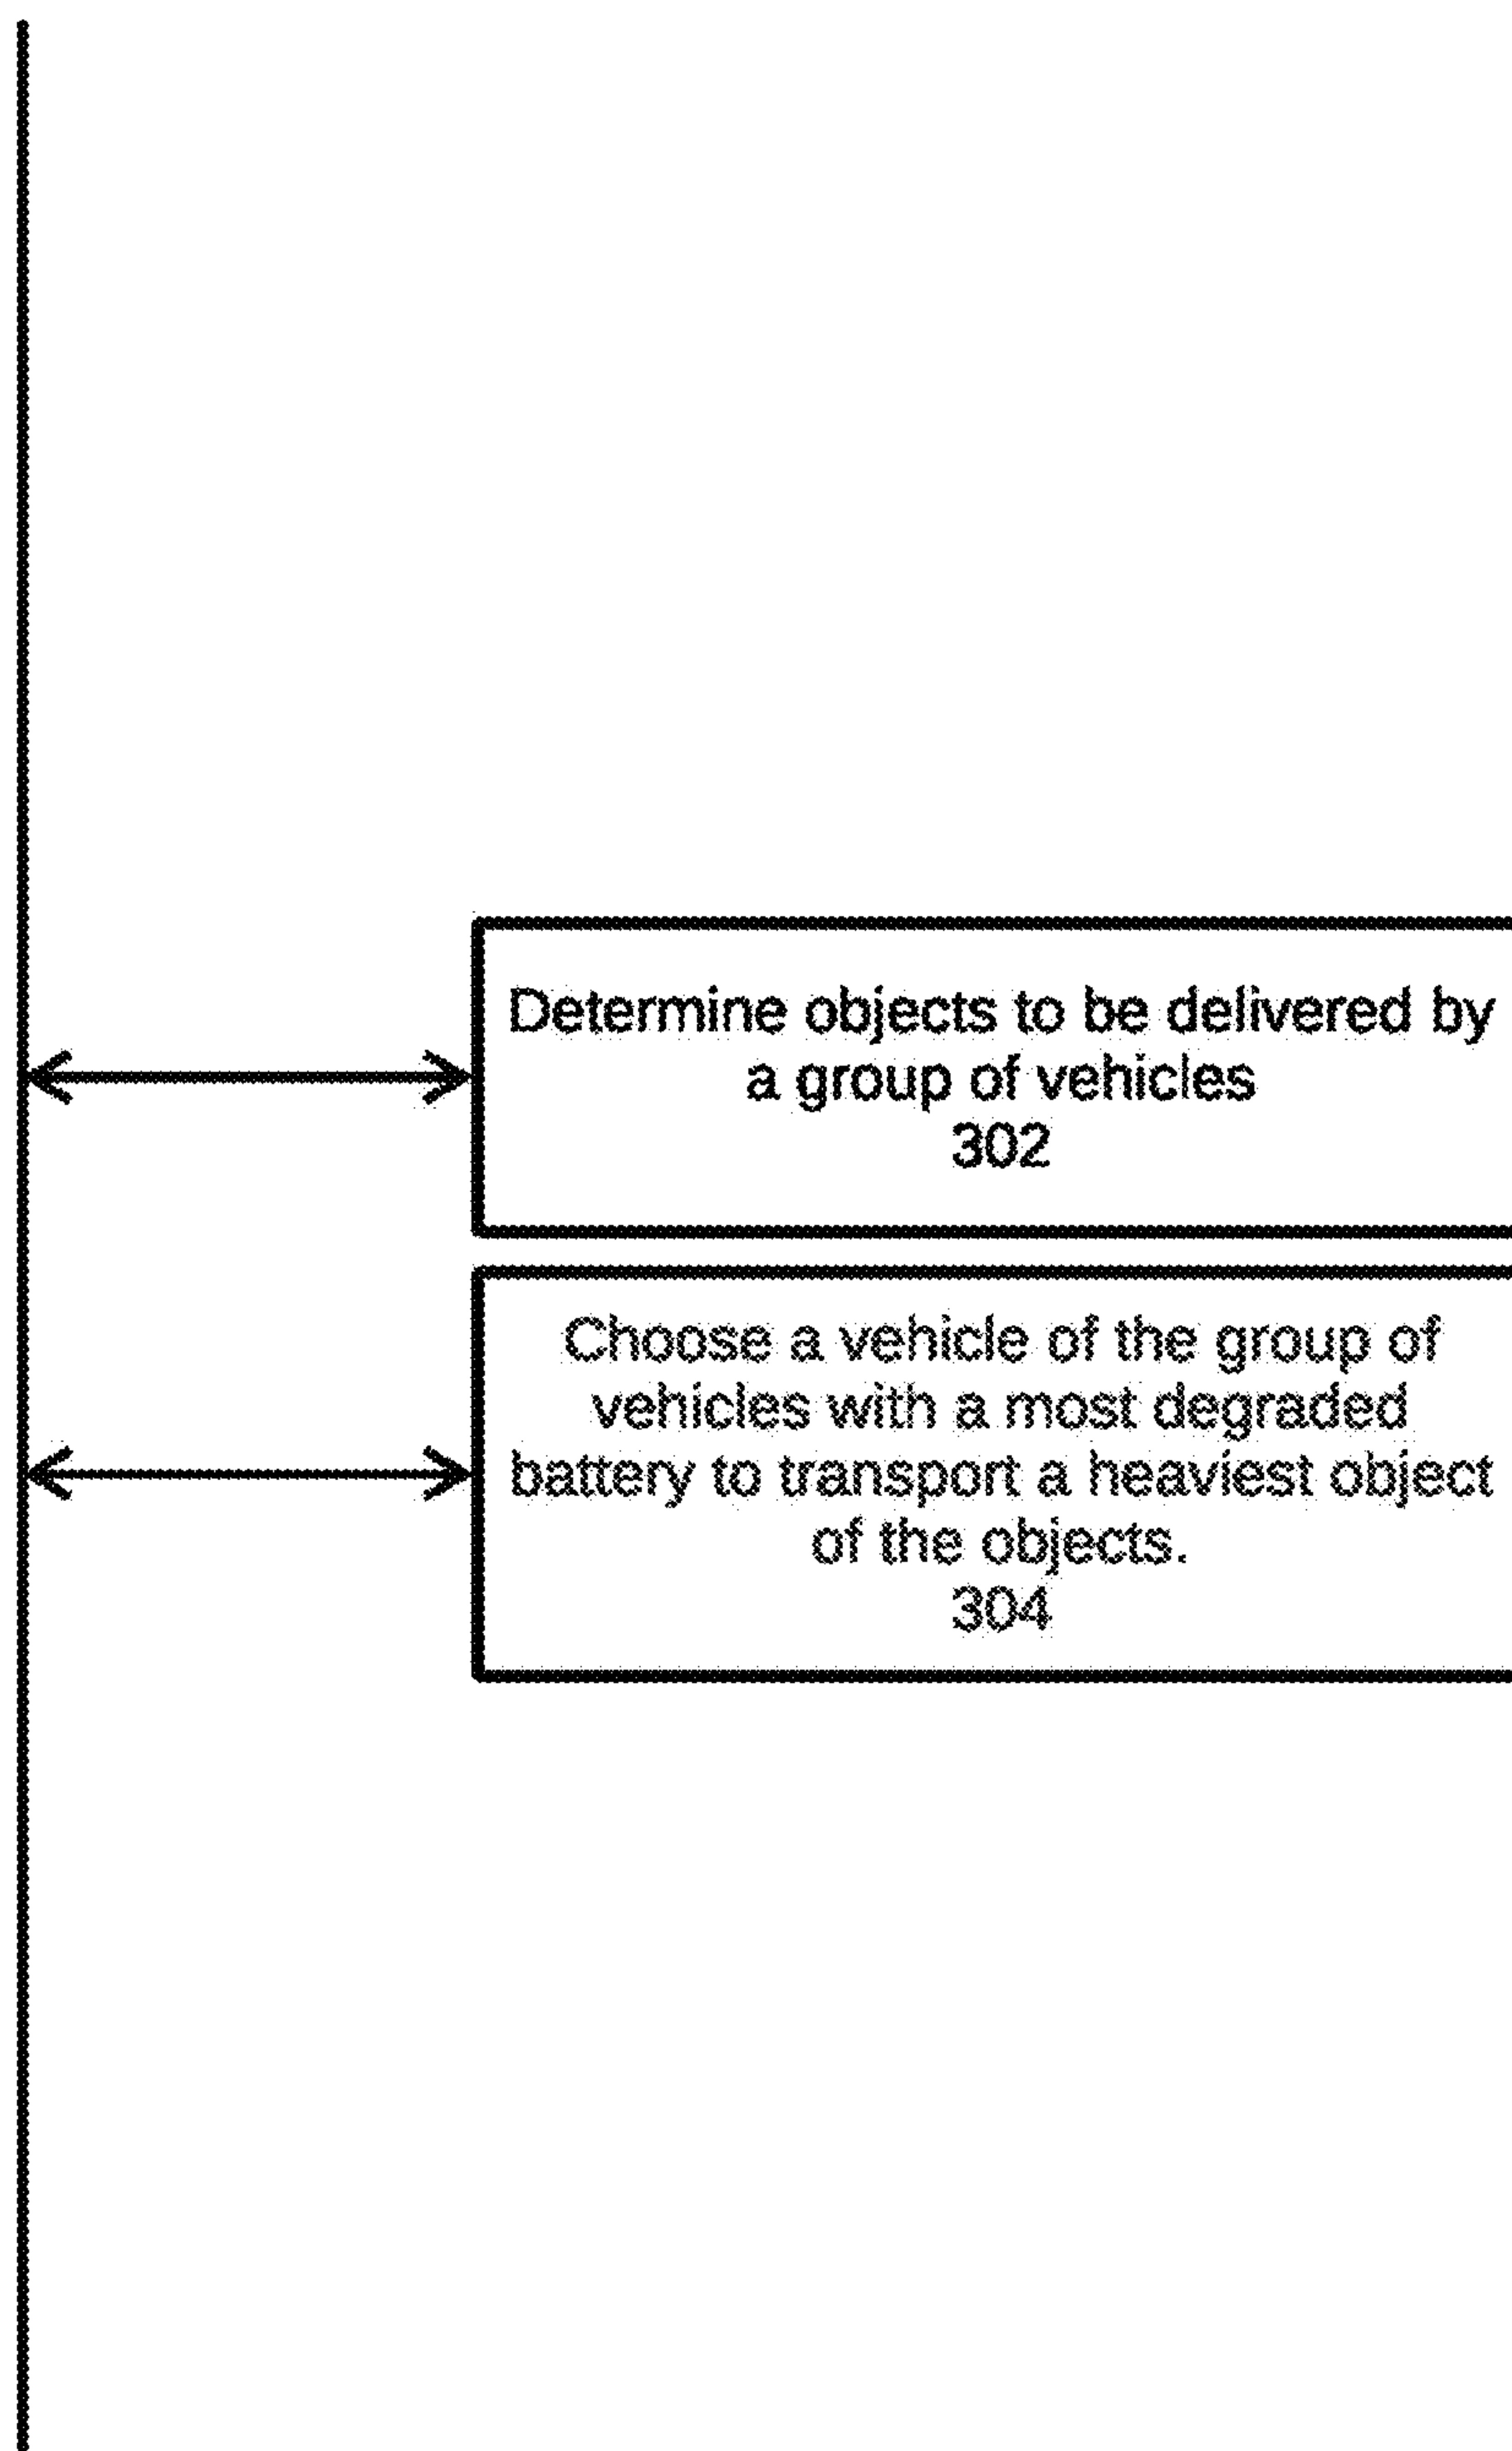 Determine objects to be delivered by
a group of vehicles
302
Choose a vehicle of the group of
vehicles with a most degraded
battery to transport a heaviest object
of the objects.
304